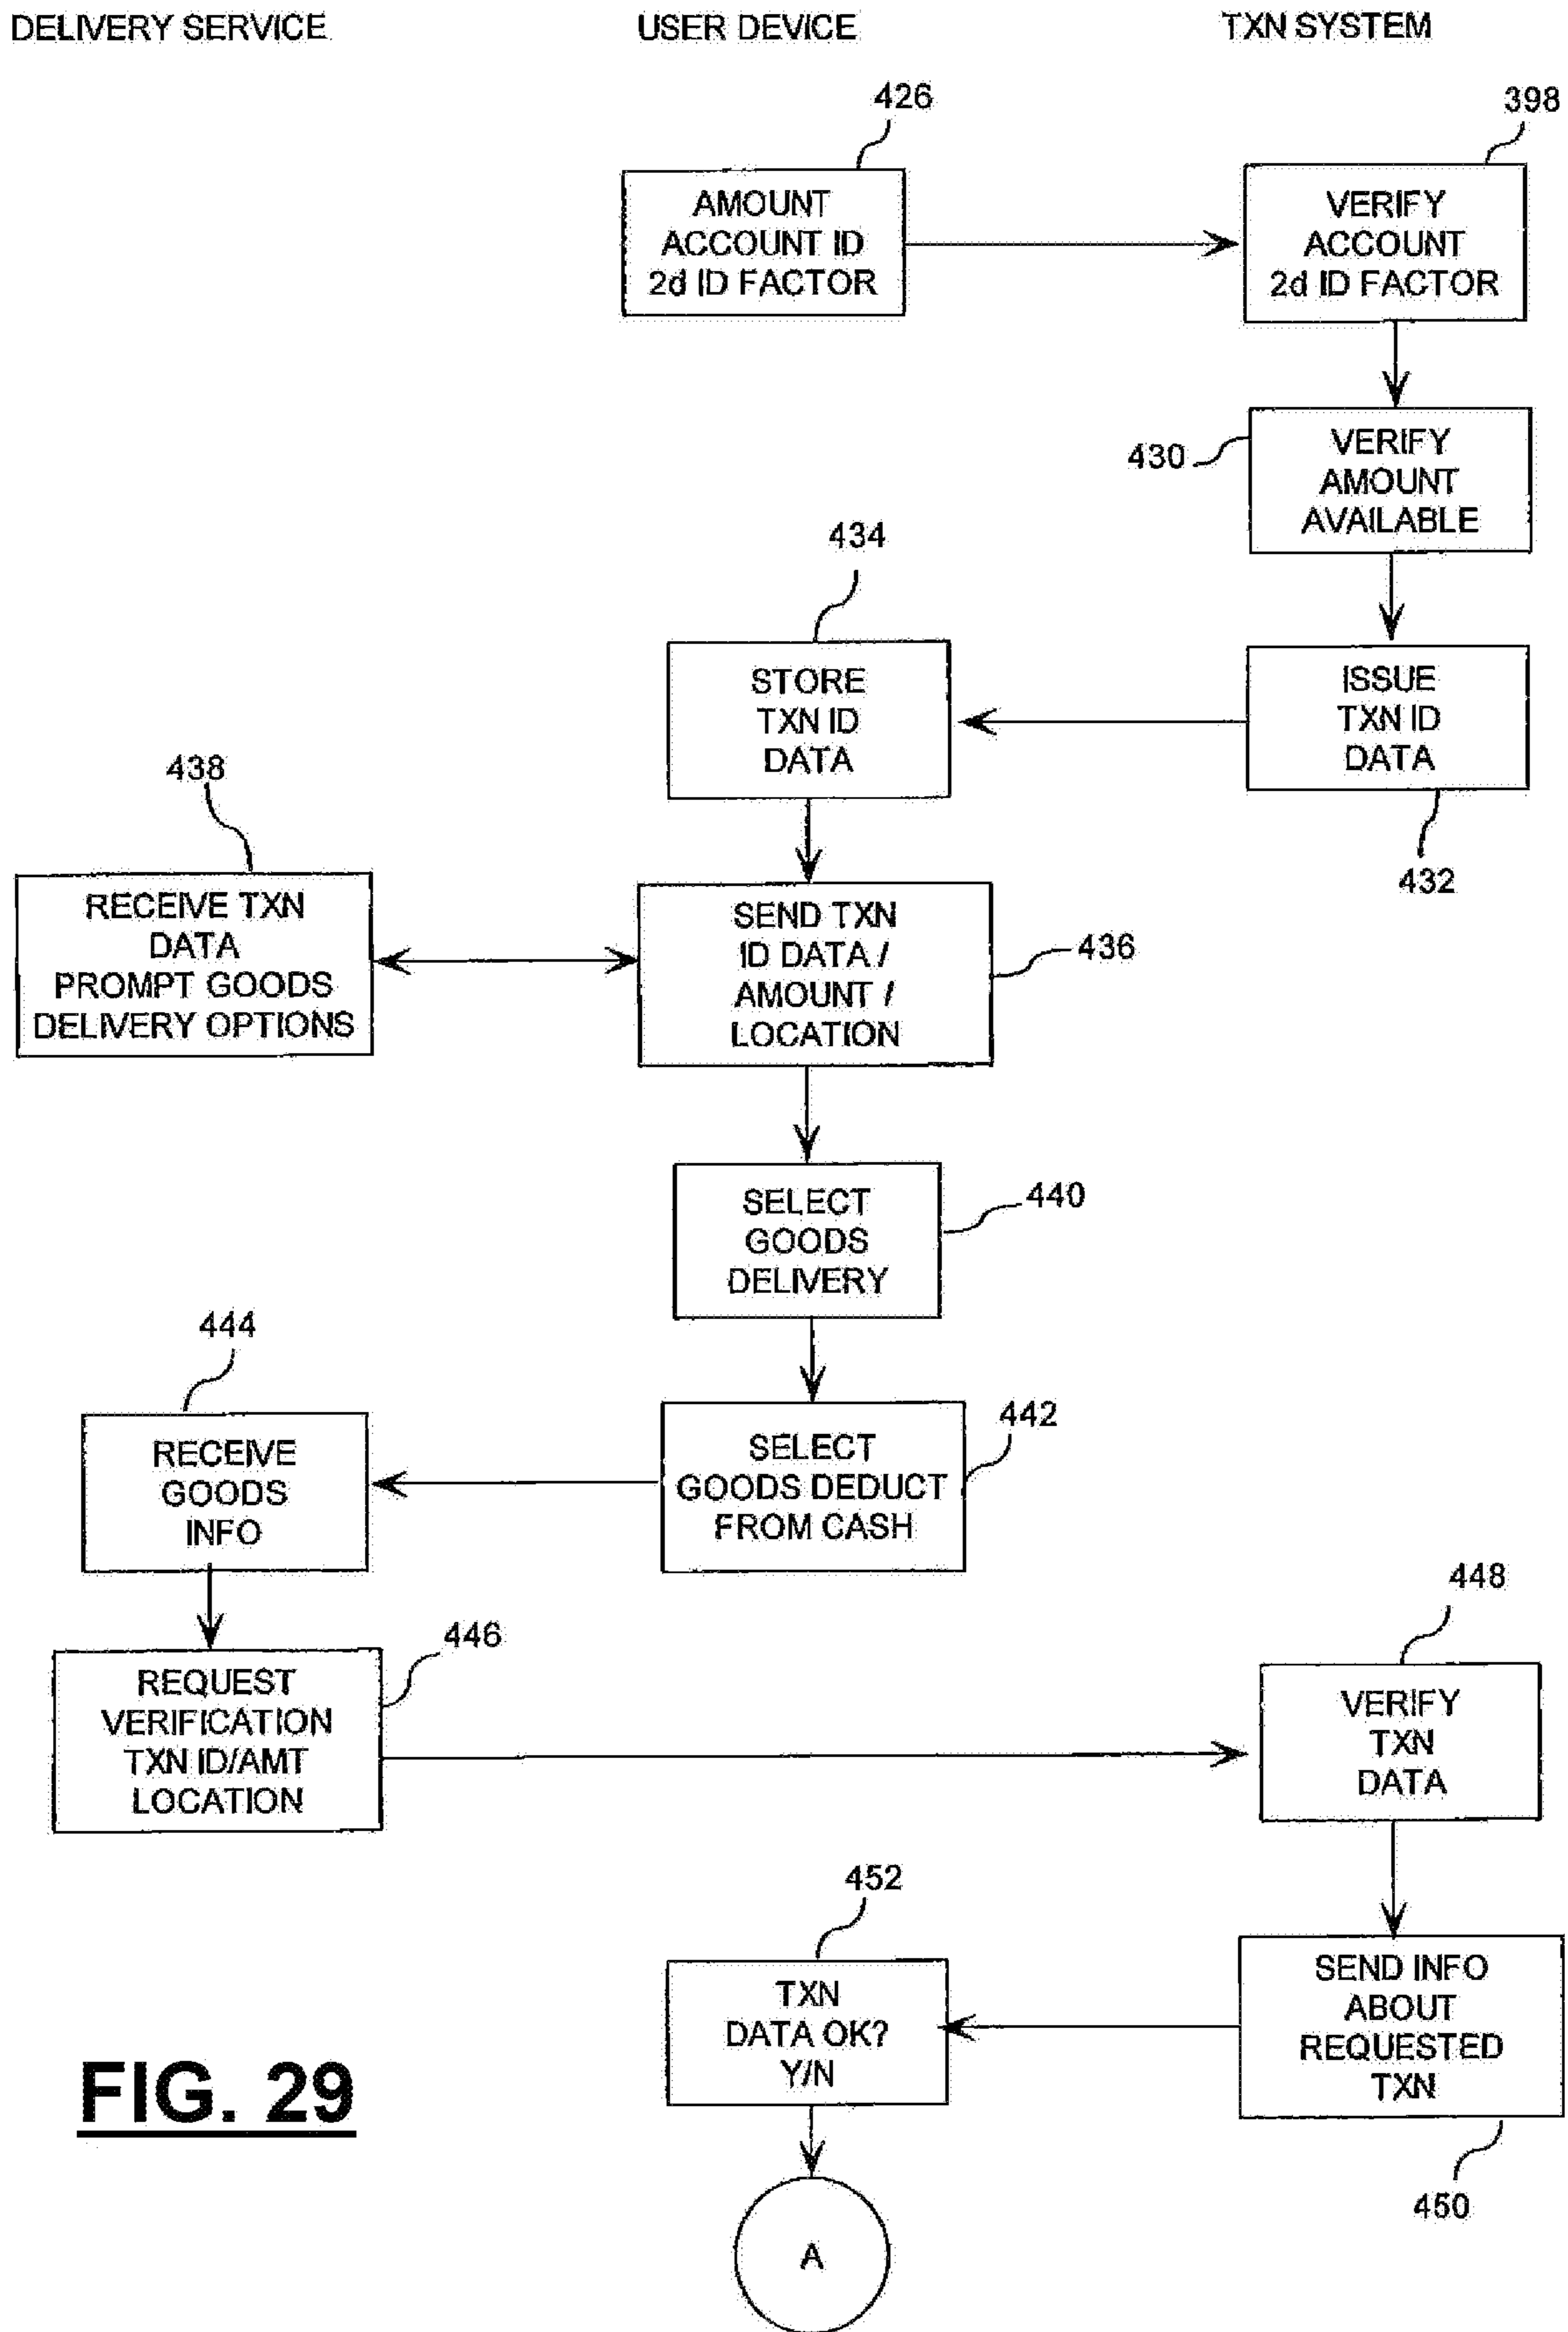 DELIVERY SERVICE
USER DEVICE
TXN SYSTEM
426
398
AMOUNT
ACCOUNT ID
2d ID FACTOR
VERIFY
ACCOUNT
2d ID FACTOR
430
VERIFY
AMOUNT
AVAILABLE
434
STORE
TXN ID
DATA
ISSUE
TXN ID
DATA
432
438
RECEIVE TXN
DATA
PROMPT GOODS
DELIVERY OPTIONS
SEND TXN
ID DATA /
AMOUNT /
LOCATION
436
SELECT
GOODS
DELIVERY
440
444
RECEIVE
GOODS
INFO
SELECT
GOODS DEDUCT
FROM CASH
442
446
REQUEST
VERIFICATION
TXN ID/AMT
LOCATION
448
VERIFY
TXN
DATA
452
TXN
DATA OK?
Y/N
SEND INFO
ABOUT
REQUESTED
TXN
450
FIG. 29
A